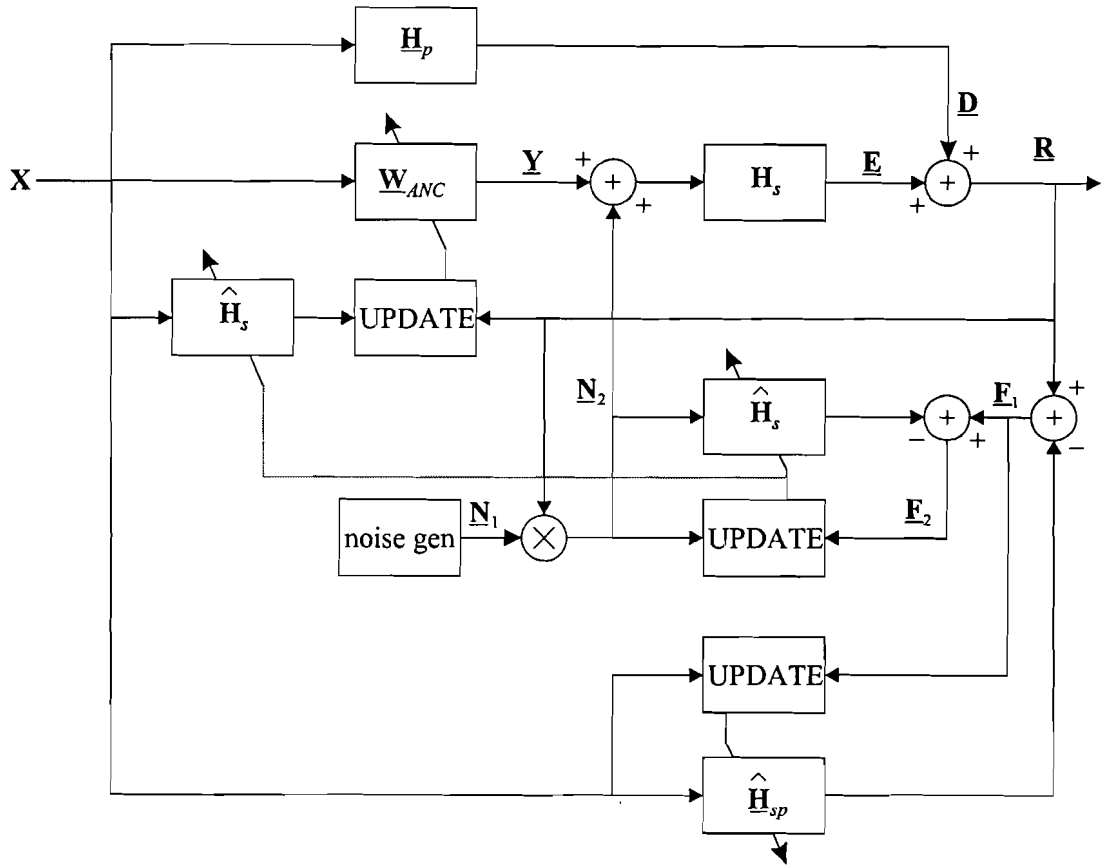 H_p
D
R
X
W_ANC
Y
+
+
+
H_s
E
+
+
+
Ĥ_s
UPDATE
N_2
Ĥ_s
−
+
+
F_1
+
+
−
noise gen
N_1
×
UPDATE
F_2
UPDATE
Ĥ_sp